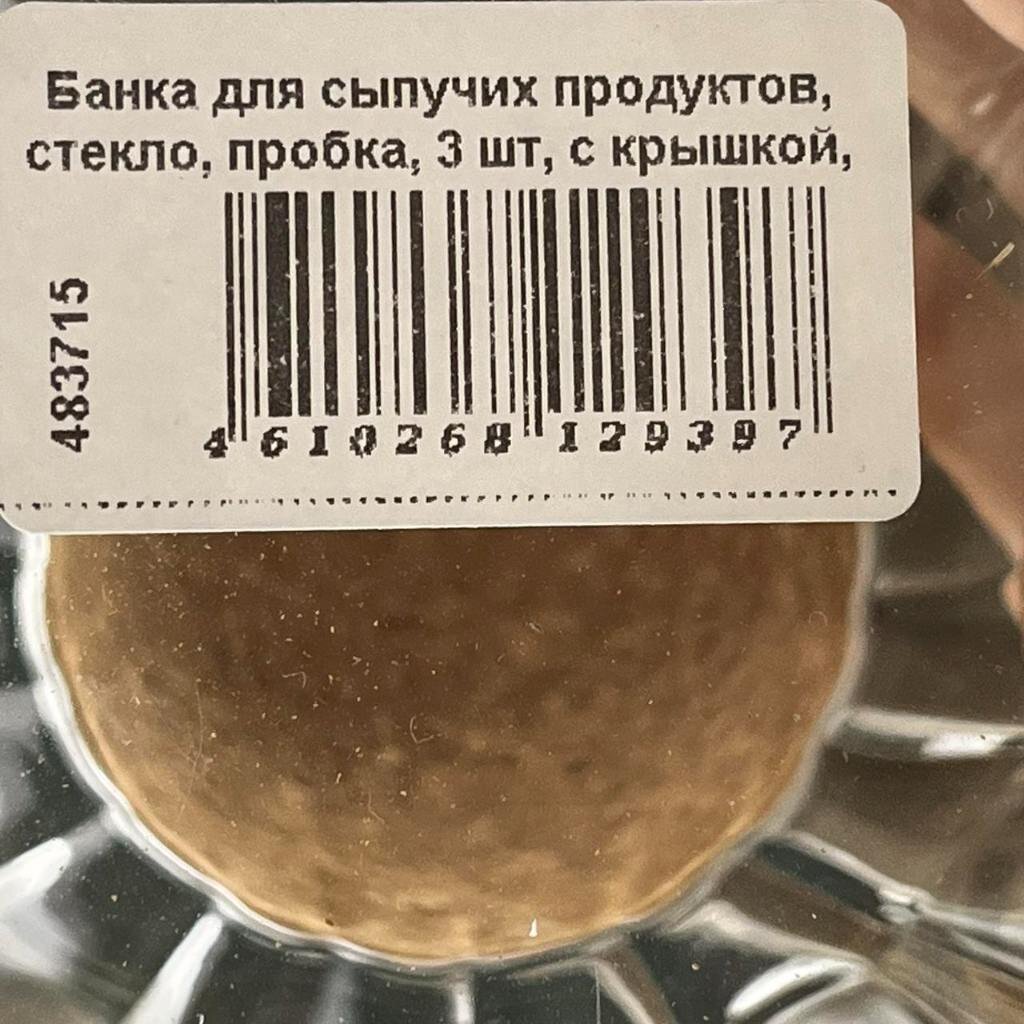 Банка для сыпучих продуктов,
стекло, пробка, 3 шт, с крышкой,
483715
4 610268 129397